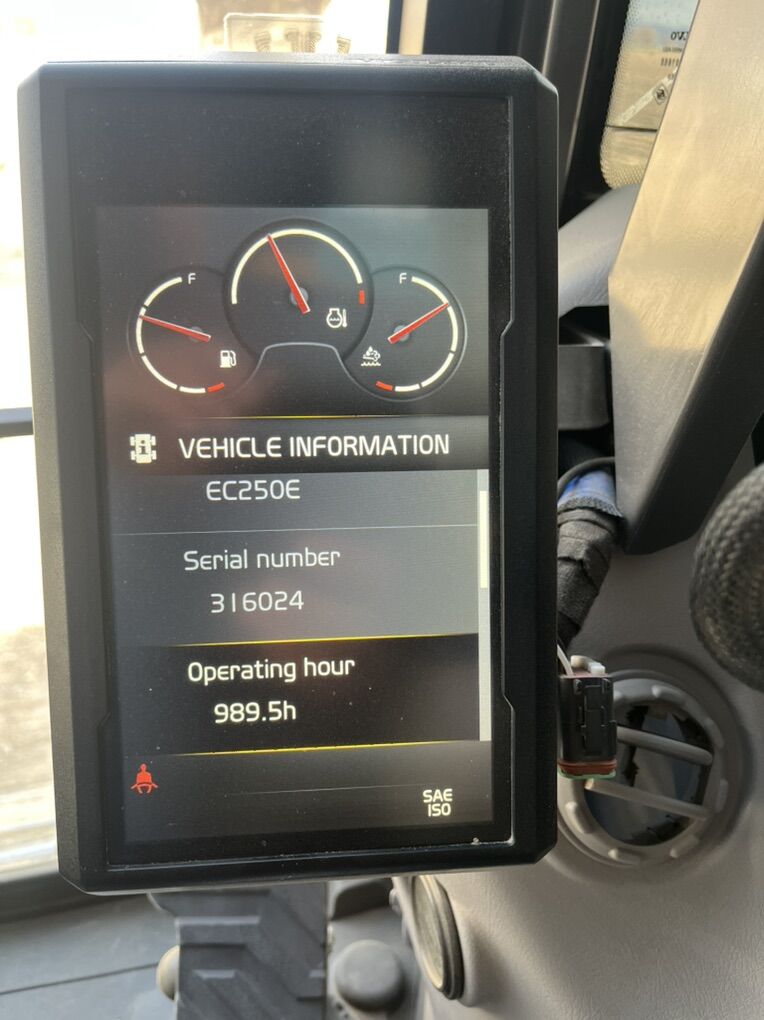 F
F
VEHICLE INFORMATION
EC250E
Serial number
316024
Operating hour
989.5h
SAE
ISO